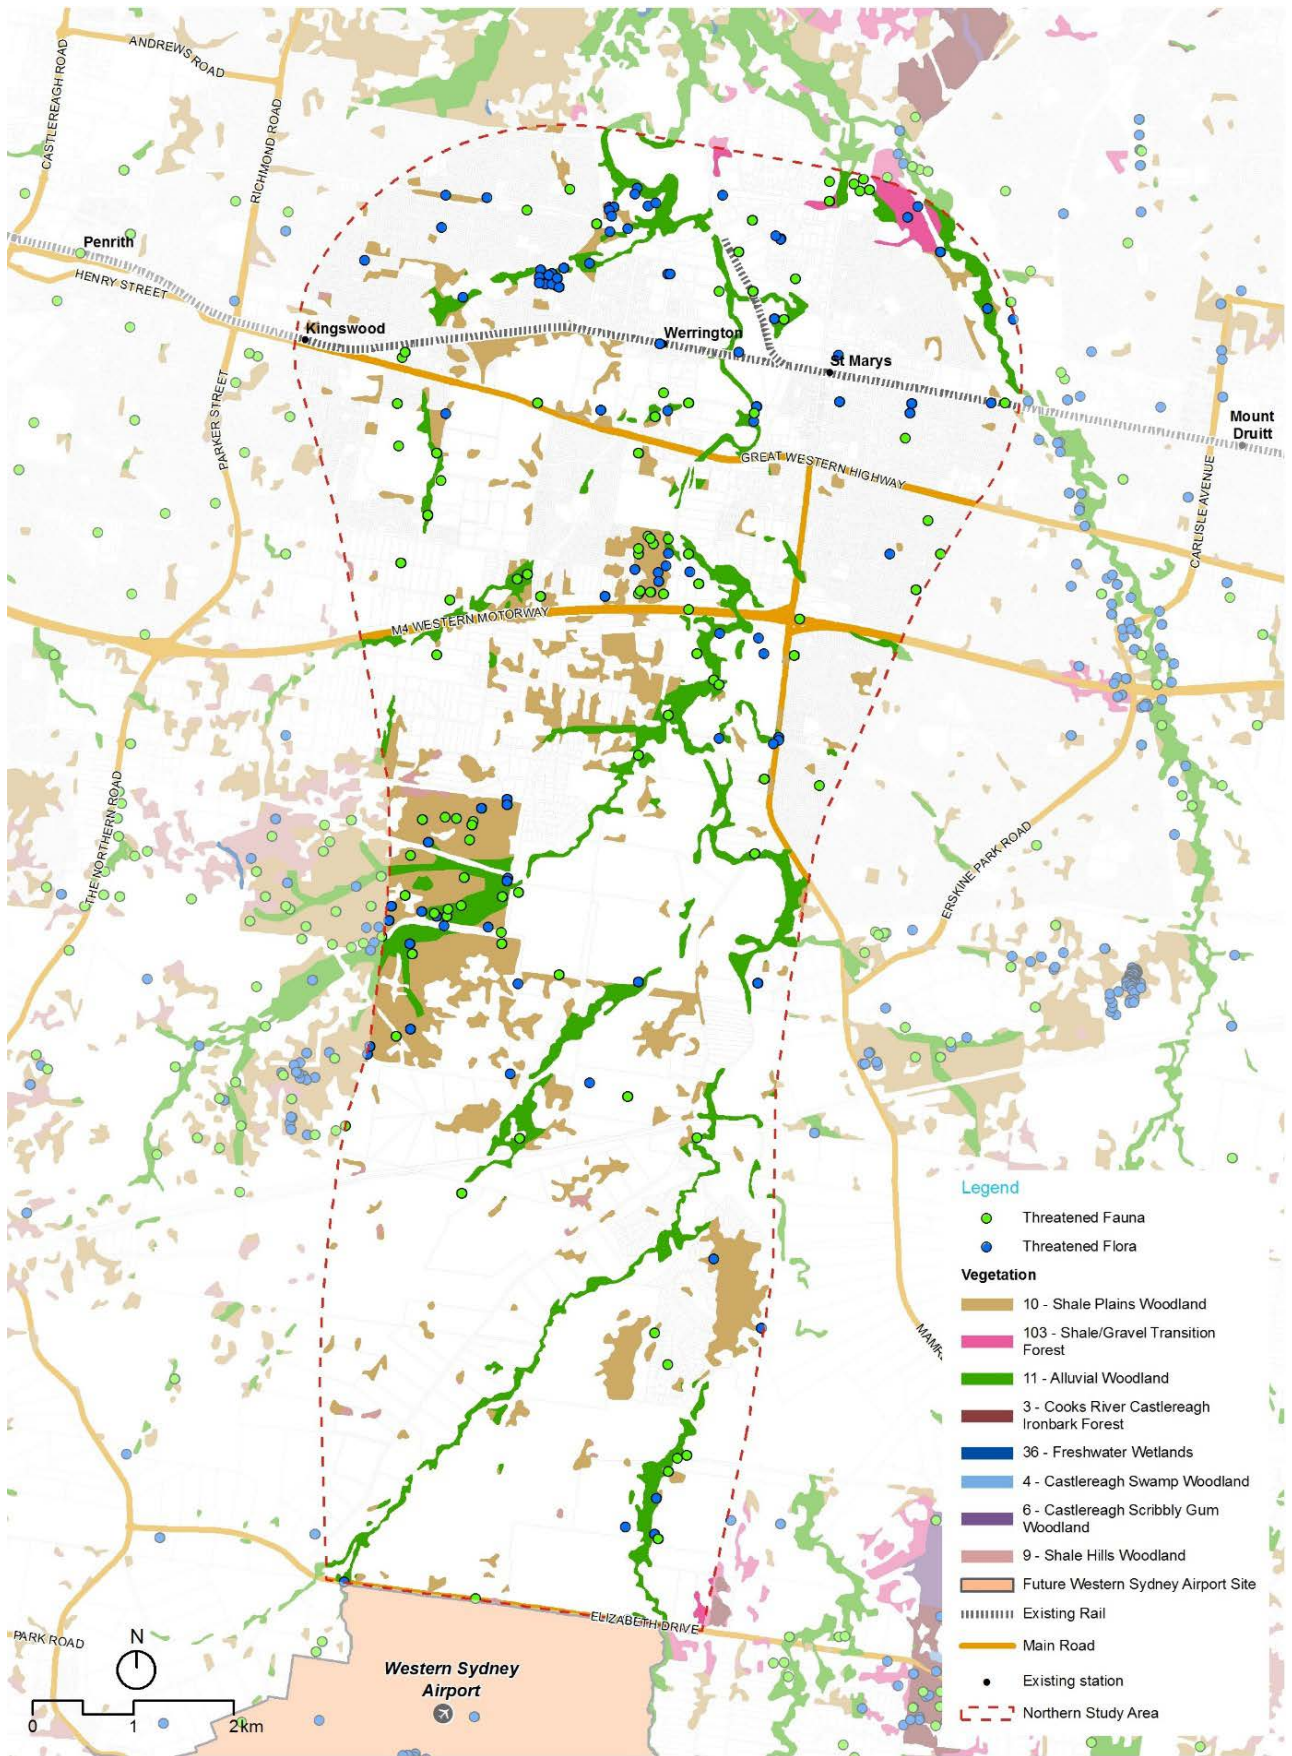 ANDREWS ROAD
CASTLEREAGH ROAD
RICHMOND ROAD
Penrith
HENRY STREET
Kingswood
Werrington
St Marys
Mount
Druitt
PARKER STREET
GREAT WESTERN HIGHWAY
CARLISLE AVENUE
M4 WESTERN MOTORWAY
THE NORTHERN ROAD
ERSKINE PARK ROAD
MAMR
ELIZABETH DRIVE
PARK ROAD
N
0 1 2km
Western Sydney
Airport
Legend
Threatened Fauna
Threatened Flora
Vegetation
10 - Shale Plains Woodland
103 - Shale/Gravel Transition
Forest
11 - Alluvial Woodland
3 - Cooks River Castlereagh
Ironbark Forest
36 - Freshwater Wetlands
4 - Castlereagh Swamp Woodland
6 - Castlereagh Scribbly Gum
Woodland
9 - Shale Hills Woodland
Future Western Sydney Airport Site
Existing Rail
Main Road
Existing station
Northern Study Area